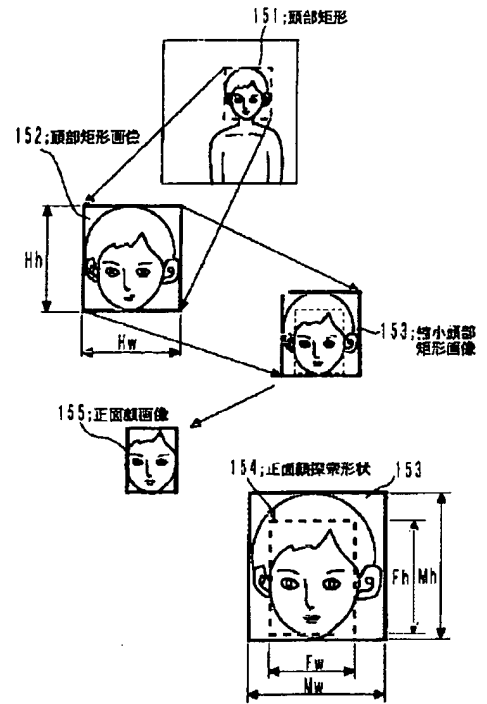 151;頭部矩形
152;頭部矩形画像
Hh
Hw
153;縮小頭部
矩形画像
155;正面顔画像
154;正面顔探索形状
153
Fh
Mh
Fw
Mw